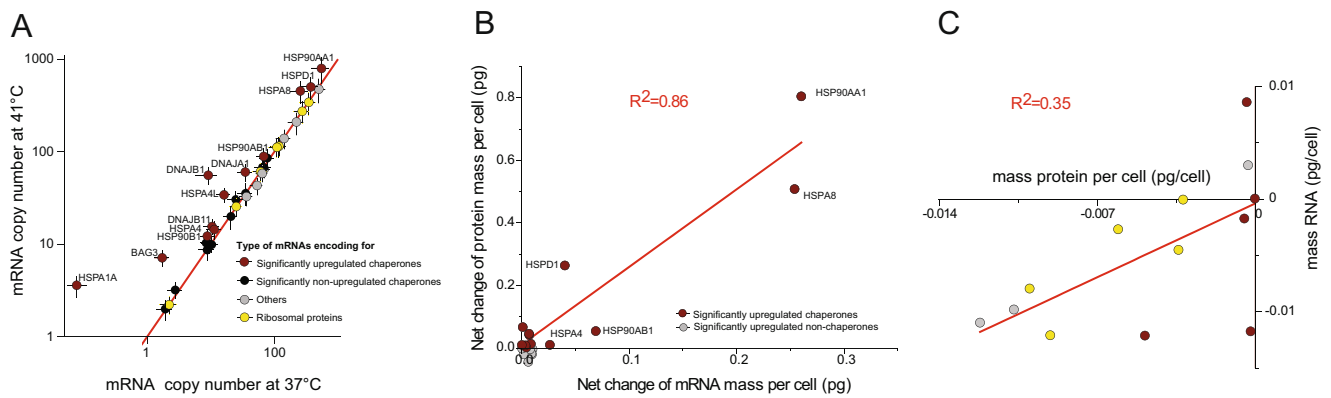 A
mRNA copy number at 41°C
1000
100
10
1
1
100
mRNA copy number at 37°C
HSP90AA1
HSPD1
HSPA8
HSP90AB1
DNAJA1
DNAJB1
HSPA4L
DNAJB11
HSPA4
HSP90B1
BAG3
HSPA1A
Type of mRNAs encoding for
Significantly upregulated chaperones
Significantly non-upregulated chaperones
Others
Ribosomal proteins
B
Net change of protein mass per cell (pg)
0.8
0.6
0.4
0.2
0.0
0.0
0.1
0.2
0.3
Net change of mRNA mass per cell (pg)
R2=0.86
HSP90AA1
HSPA8
HSPD1
HSPA4
HSP90AB1
Significantly upregulated chaperones
Significantly upregulated non-chaperones
C
R2=0.35
mass protein per cell (pg/cell)
-0.014
-0.007
0
0.01
0
-0.01
mass RNA (pg/cell)